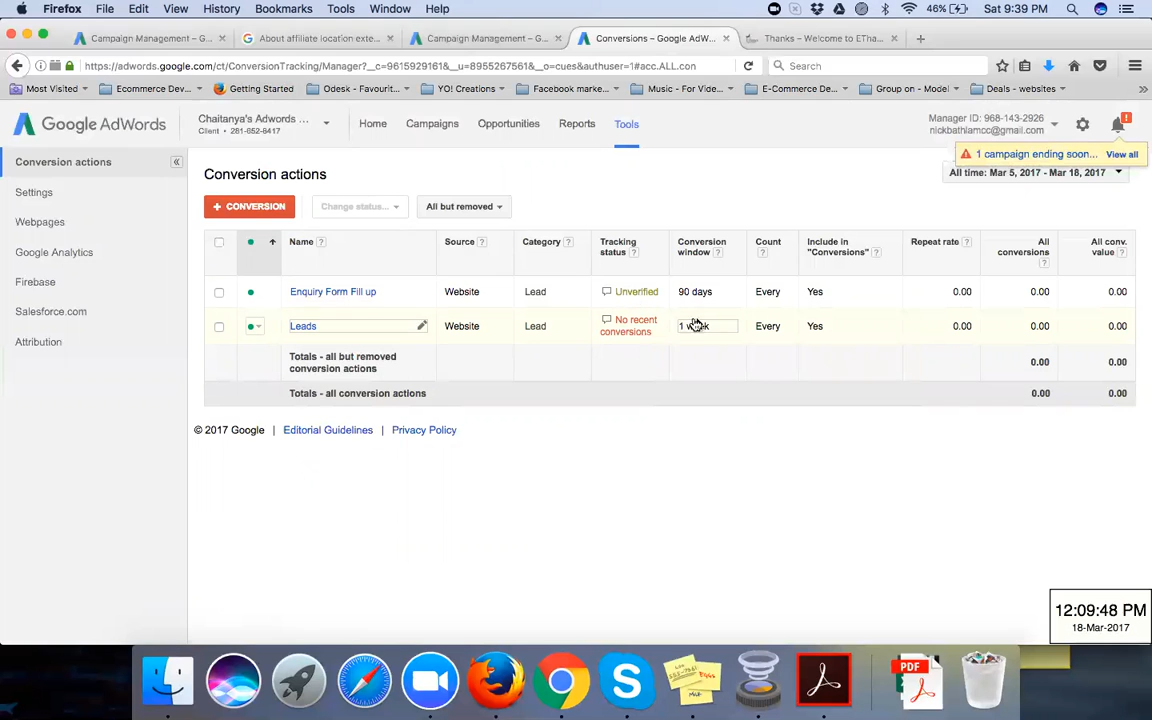 Firefox File Edit View History Bookmarks Tools Window Help 46% Sat 9:39 PM
Campaign Management – G... About affiliate location exte... Campaign Management – G... Conversions – Google AdW... Thanks – Welcome to ETha...
https://adwords.google.com/ct/ConversionTracking/Manager?__c=9615929161&__u=8955267561&__o=cues&authuser=1#acc.ALL.con Search
Most Visited Ecommerce Dev... Getting Started Odesk - Favourit... YO! Creations Facebook marke... Music - For Vide... E-Commerce De... Group on - Model Deals - websites
Google AdWords
Chaitanya's Adwords ...
Client • 281-652-8417
Home Campaigns Opportunities Reports Tools
Manager ID: 968-143-2926
nickbathlamcc@gmail.com
1 campaign ending soon... View all
All time: Mar 5, 2017 - Mar 18, 2017
Conversion actions
Settings
Webpages
Google Analytics
Firebase
Salesforce.com
Attribution
Conversion actions
+ CONVERSION Change status... All but removed
Name ? Source ? Category ? Tracking status ? Conversion window ? Count ? Include in "Conversions" ? Repeat rate ? All conversions ? All conv. value ?
Enquiry Form Fill up Website Lead Unverified 90 days Every Yes 0.00 0.00 0.00
Leads Website Lead No recent conversions 1 week Every Yes 0.00 0.00 0.00
Totals - all but removed conversion actions 0.00 0.00
Totals - all conversion actions 0.00 0.00
© 2017 Google | Editorial Guidelines | Privacy Policy
12:09:48 PM
18-Mar-2017
PDF